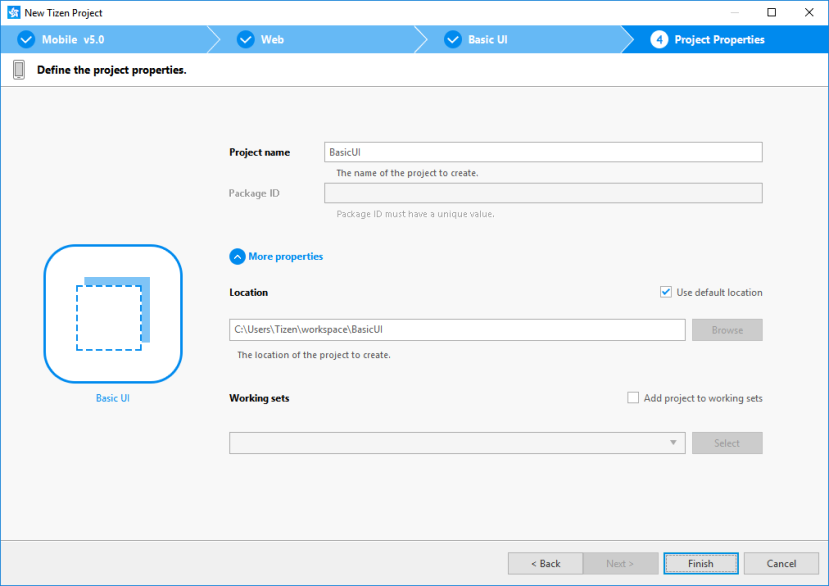 New Tizen Project
Mobile v5.0
Web
Basic UI
4 Project Properties
Define the project properties.
Project name
BasicUI
The name of the project to create.
Package ID
Package ID must have a unique value.
More properties
Location
Use default location
C:\Users\Tizen\workspace\BasicUI
Browse
The location of the project to create.
Basic UI
Working sets
Add project to working sets
Select
< Back
Next >
Finish
Cancel